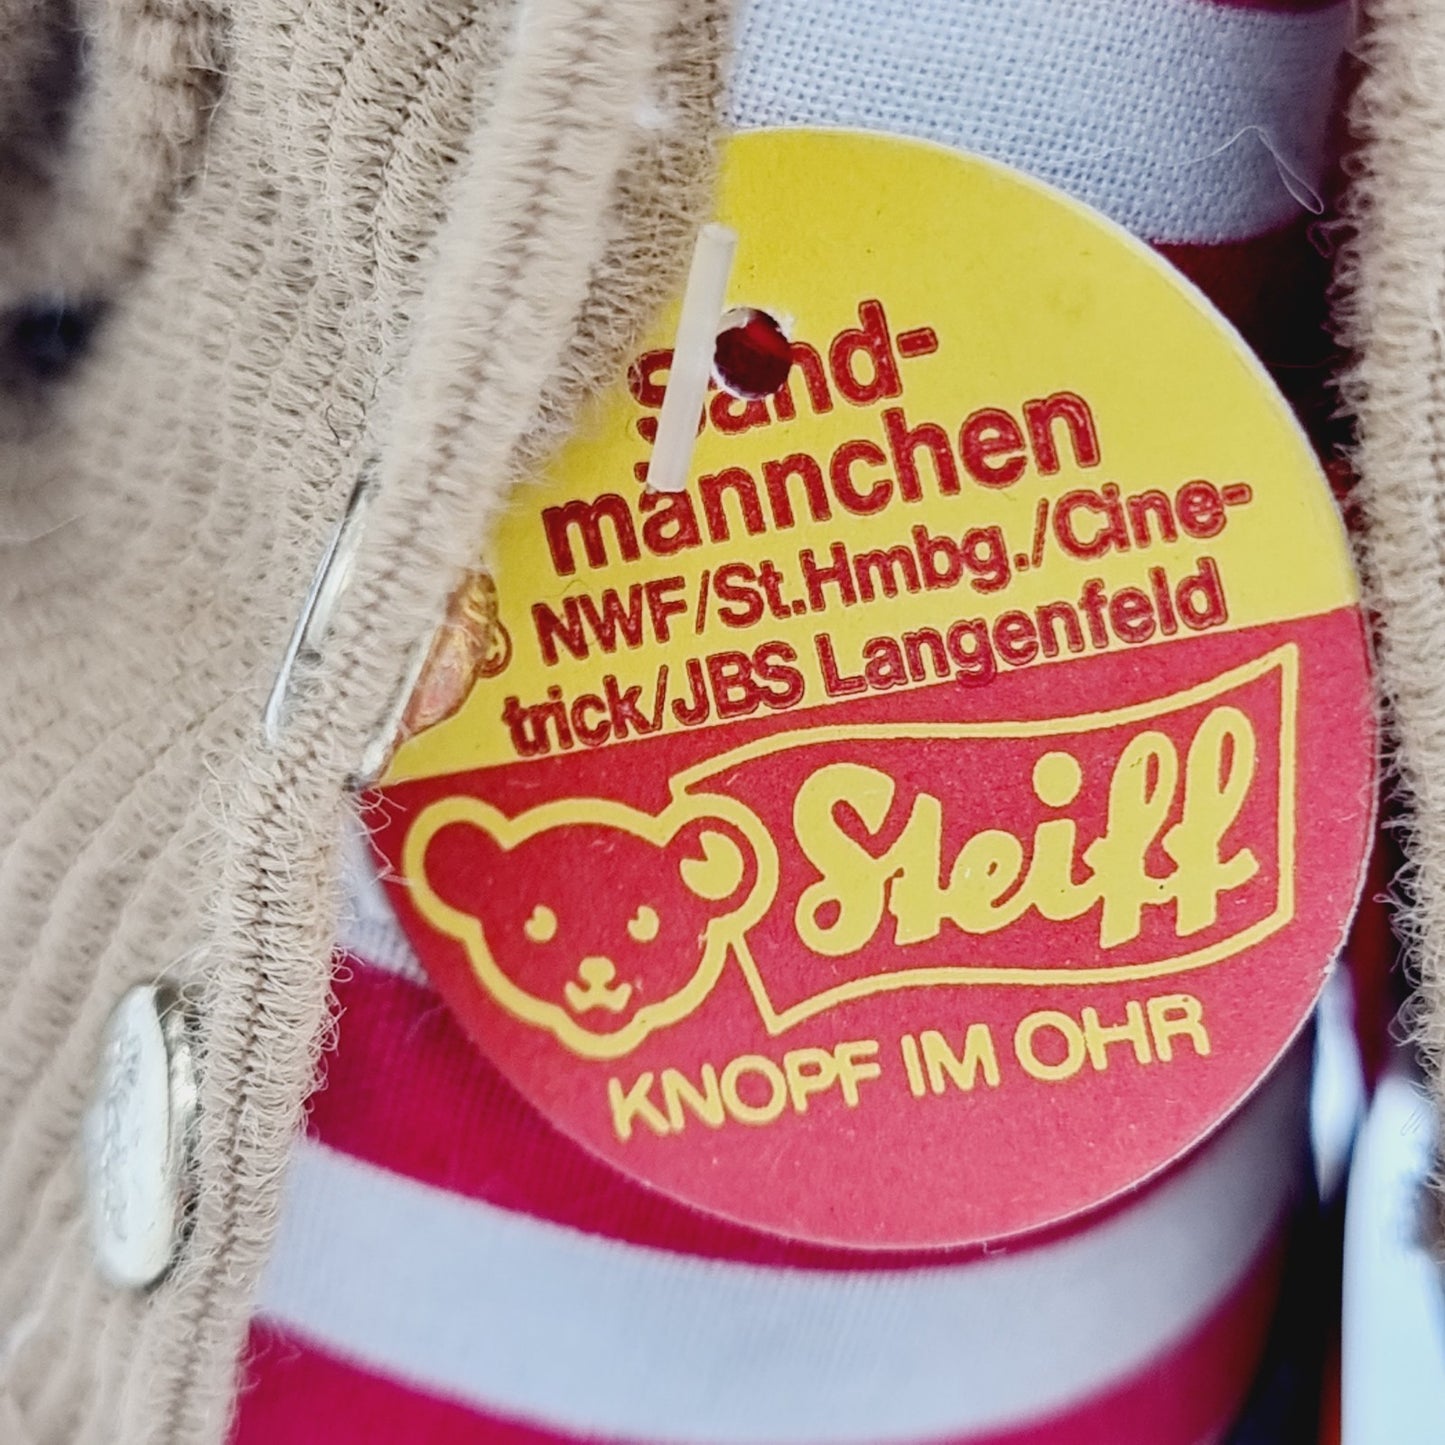 Sand-
männchen
NWF/St.Hmbg./Cine-
trick/JBS Langenfeld
Steiff
KNOPF IM OHR